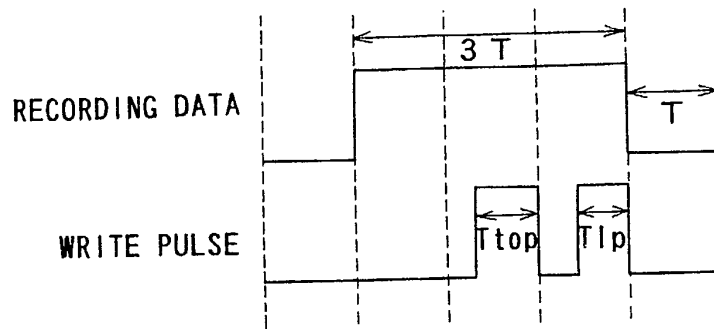 3 T
RECORDING DATA
T
WRITE PULSE
Ttop
Tlp